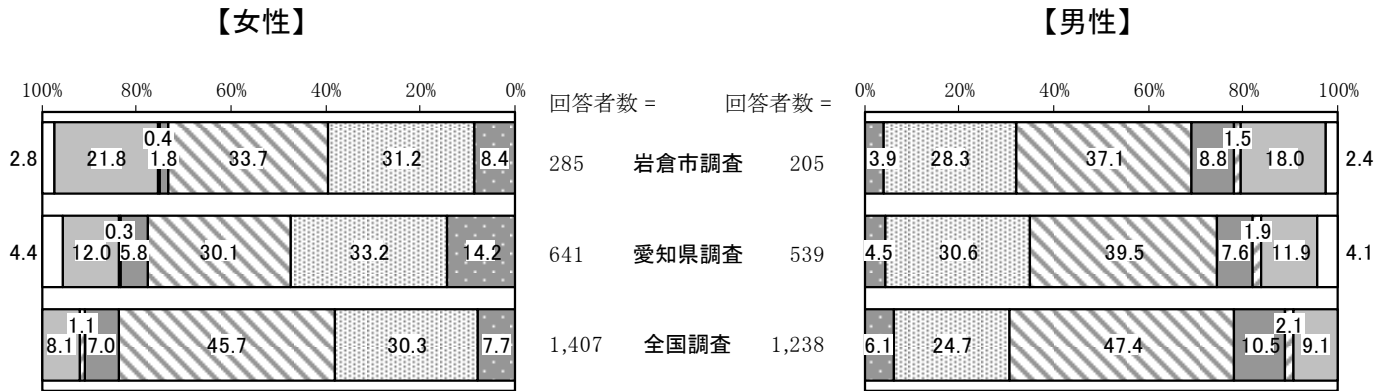 【女性】 【男性】
100% 80% 60% 40% 20% 0% 回答者数 = 回答者数 = 0% 20% 40% 60% 80% 100%
2.8 21.8 0.4 1.8 33.7 31.2 8.4 285 岩倉市調査 205 3.9 28.3 37.1 8.8 1.5 18.0 2.4
4.4 12.0 0.3 5.8 30.1 33.2 14.2 641 愛知県調査 539 4.5 30.6 39.5 7.6 1.9 11.9 4.1
8.1 1.1 7.0 45.7 30.3 7.7 1,407 全国調査 1,238 6.1 24.7 47.4 10.5 2.1 9.1